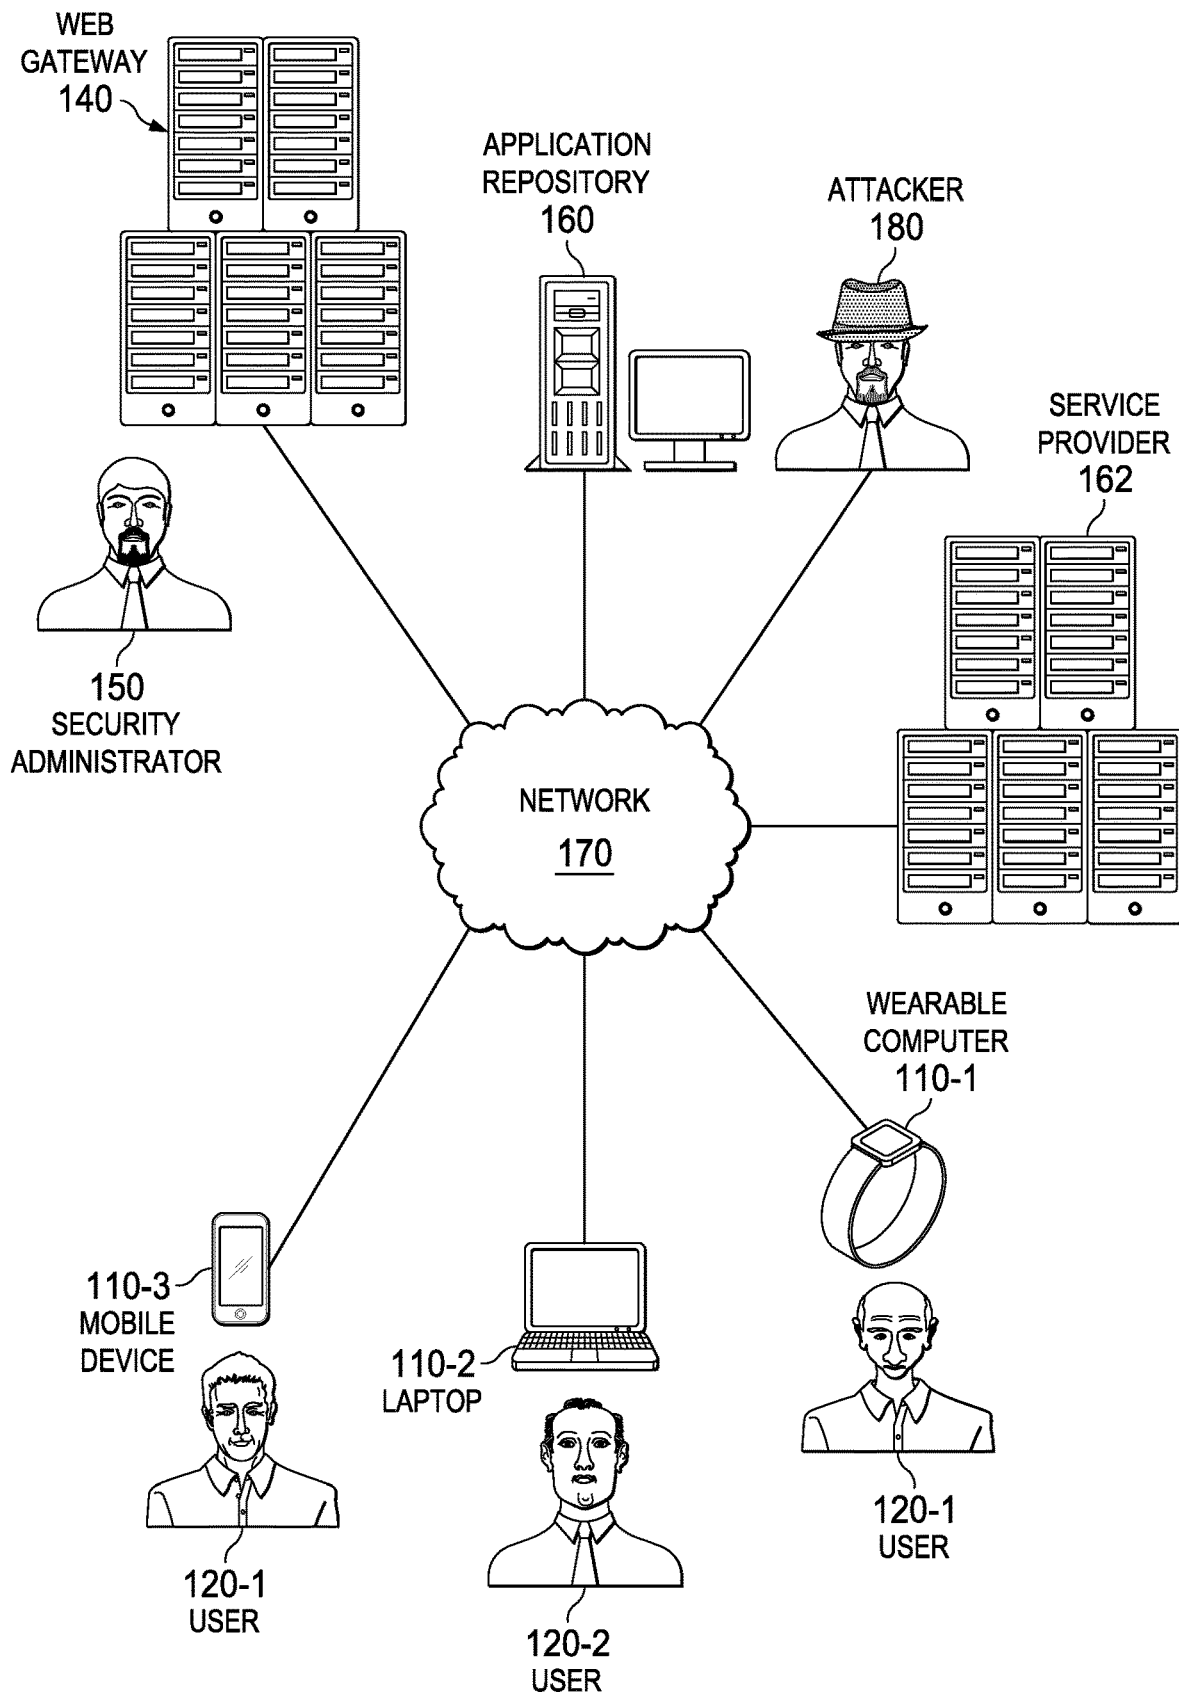 WEB
GATEWAY
140
APPLICATION
REPOSITORY
160
ATTACKER
180
SERVICE
PROVIDER
162
150
SECURITY
ADMINISTRATOR
NETWORK
170
WEARABLE
COMPUTER
110-1
110-3
MOBILE
DEVICE
110-2
LAPTOP
120-1
USER
120-1
USER
120-2
USER